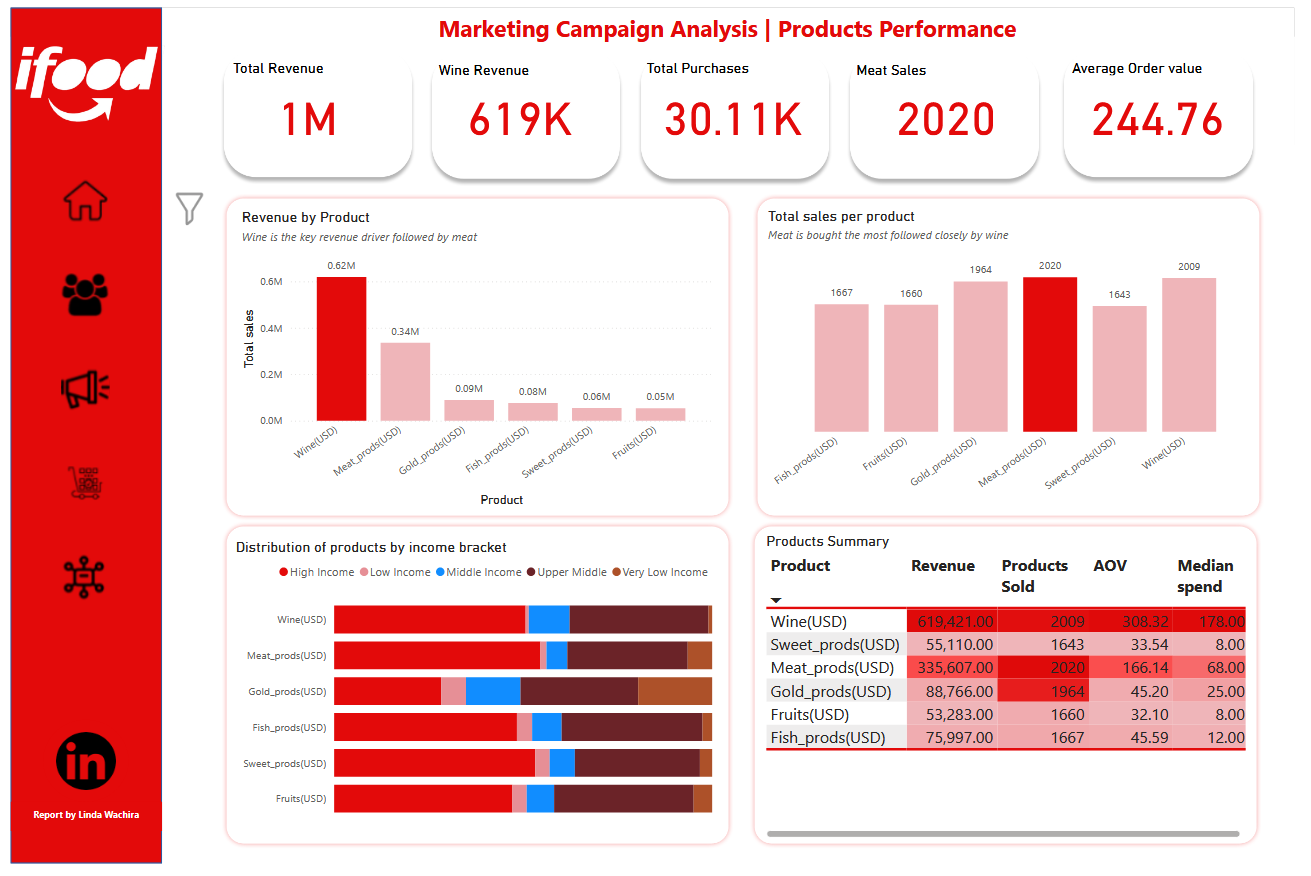 ifood
Marketing Campaign Analysis | Products Performance
Total Revenue
1M
Wine Revenue
619K
Total Purchases
30.11K
Meat Sales
2020
Average Order value
244.76
Revenue by Product
Wine is the key revenue driver followed by meat
Total sales
0.6M
0.4M
0.2M
0.0M
0.62M
0.34M
0.09M
0.08M
0.06M
0.05M
Wine(USD)
Meat_prods(USD)
Gold_prods(USD)
Fish_prods(USD)
Sweet_prods(USD)
Fruits(USD)
Product
Total sales per product
Meat is bought the most followed closely by wine
1667
1660
1964
2020
1643
2009
Fish_prods(USD)
Fruits(USD)
Gold_prods(USD)
Meat_prods(USD)
Sweet_prods(USD)
Wine(USD)
Distribution of products by income bracket
High Income Low Income Middle Income Upper Middle Very Low Income
Wine(USD)
Meat_prods(USD)
Gold_prods(USD)
Fish_prods(USD)
Sweet_prods(USD)
Fruits(USD)
Products Summary
Product Revenue Products Sold AOV Median spend
Wine(USD) 619,421.00 2009 308.32 178.00
Sweet_prods(USD) 55,110.00 1643 33.54 8.00
Meat_prods(USD) 335,607.00 2020 166.14 68.00
Gold_prods(USD) 88,766.00 1964 45.20 25.00
Fruits(USD) 53,283.00 1660 32.10 8.00
Fish_prods(USD) 75,997.00 1667 45.59 12.00
in
Report by Linda Wachira